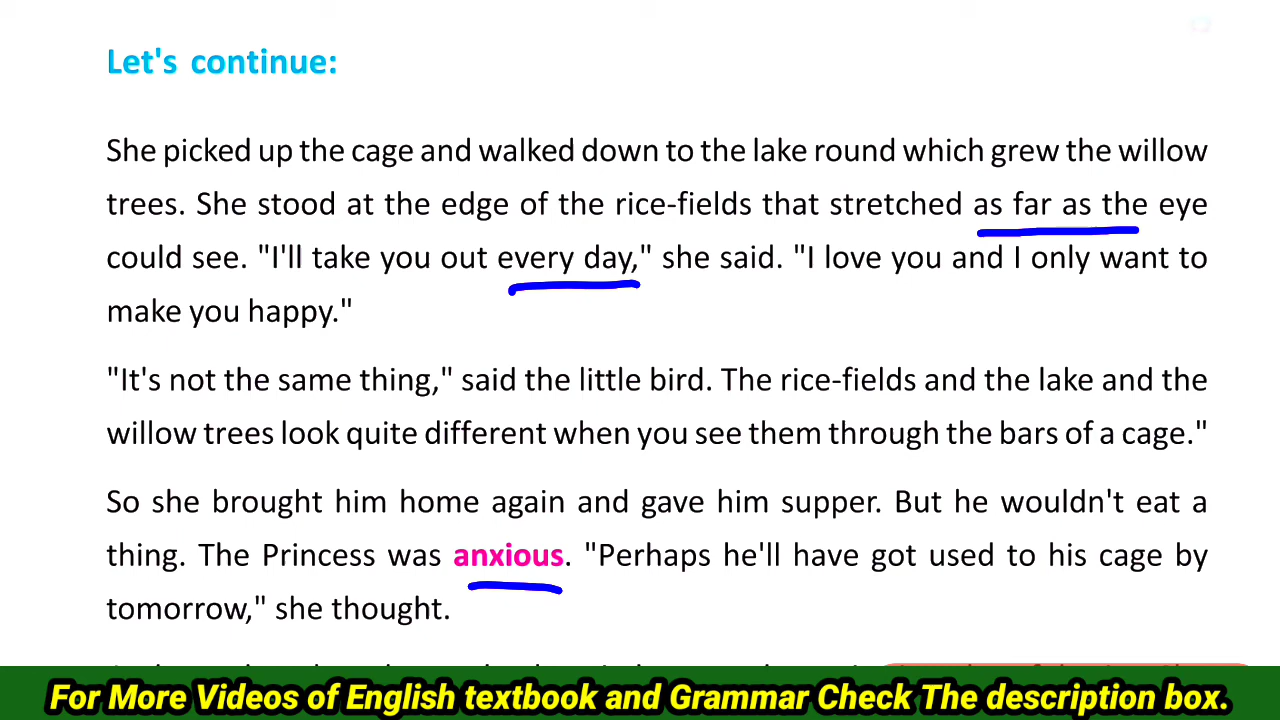 Let's continue:
She picked up the cage and walked down to the lake round which grew the willow
trees. She stood at the edge of the rice-fields that stretched as far as the eye
could see. "I'll take you out every day," she said. "I love you and I only want to
make you happy."
"It's not the same thing," said the little bird. The rice-fields and the lake and the
willow trees look quite different when you see them through the bars of a cage."
So she brought him home again and gave him supper. But he wouldn't eat a
thing. The Princess was anxious. "Perhaps he'll have got used to his cage by
tomorrow," she thought.
For More Videos of English textbook and Grammar Check The description box.